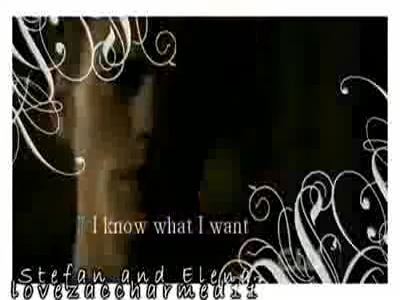 I know what I want
Stefan and Elena
lovezaccharmed11